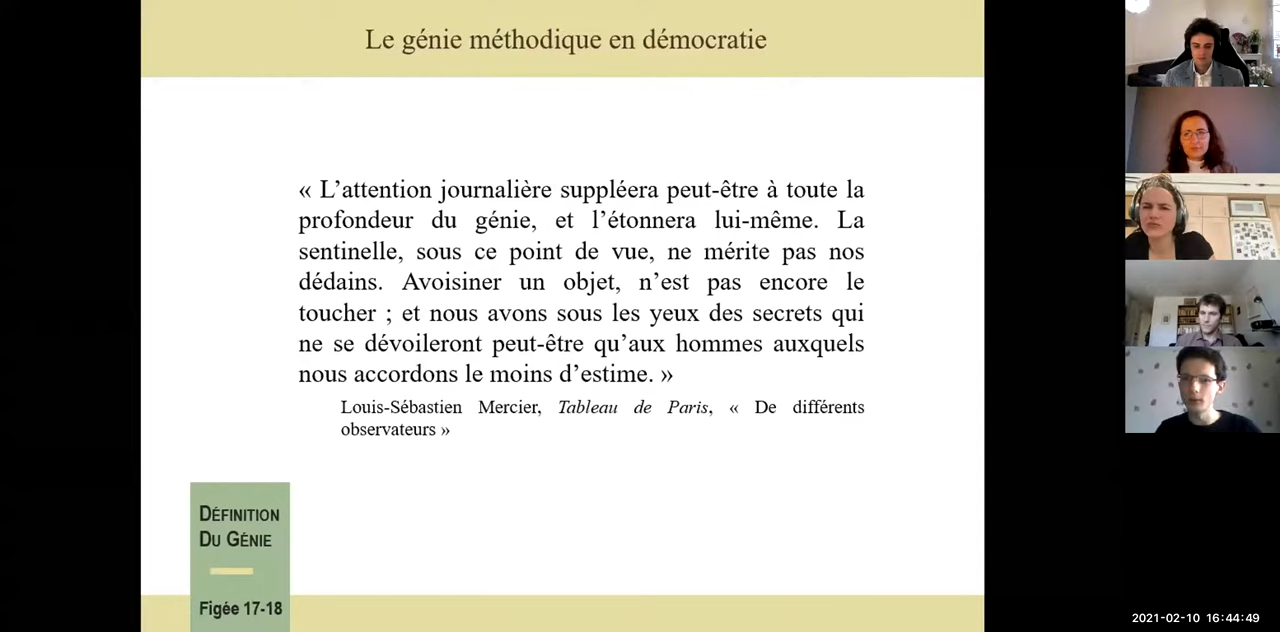 Le génie méthodique en démocratie
« L’attention journalière suppléera peut-être à toute la
profondeur du génie, et l’étonnera lui-même. La
sentinelle, sous ce point de vue, ne mérite pas nos
dédains. Avoisiner un objet, n’est pas encore le
toucher ; et nous avons sous les yeux des secrets qui
ne se dévoileront peut-être qu’aux hommes auxquels
nous accordons le moins d’estime. »
Louis-Sébastien Mercier, Tableau de Paris, « De différents
observateurs »
DÉFINITION
DU GÉNIE
Figée 17-18
2021-02-10 16:44:49